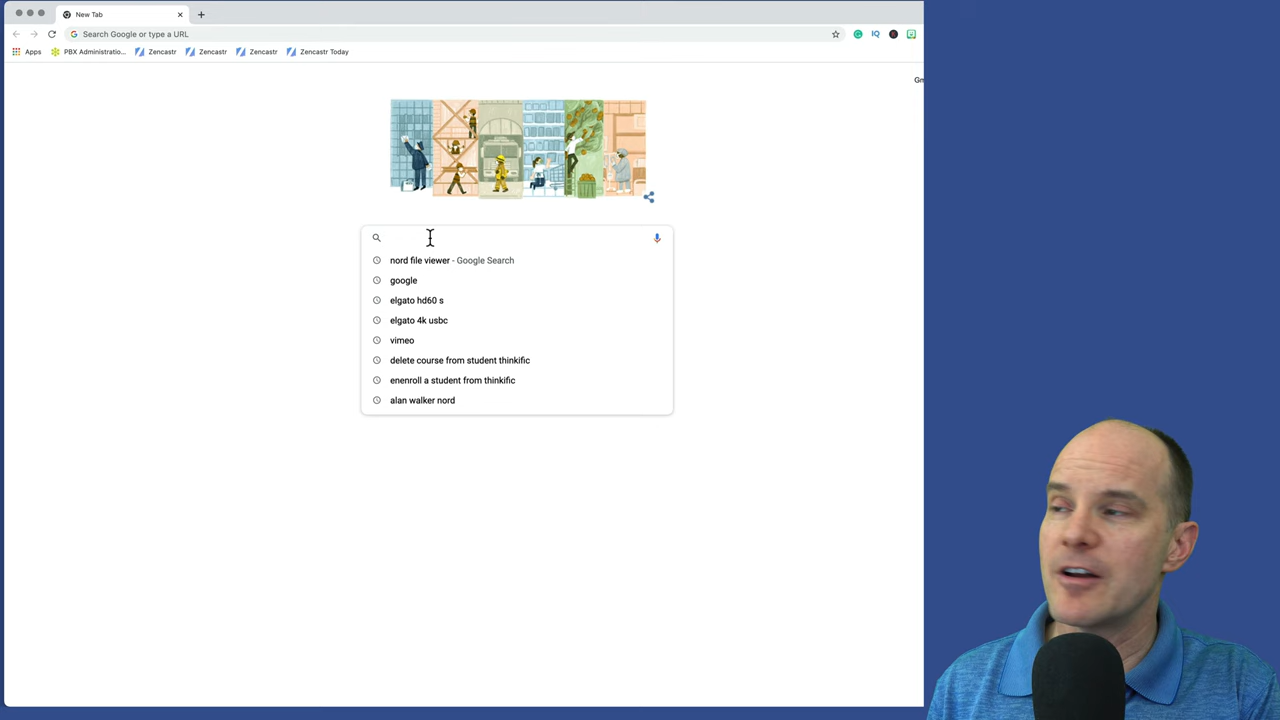 New Tab
Search Google or type a URL
Apps PBX Administratio... Zencastr Zencastr Zencastr Zencastr Today
IQ
Gm
nord file viewer - Google Search
google
elgato hd60 s
elgato 4k usbc
vimeo
delete course from student thinkific
enenroll a student from thinkific
alan walker nord